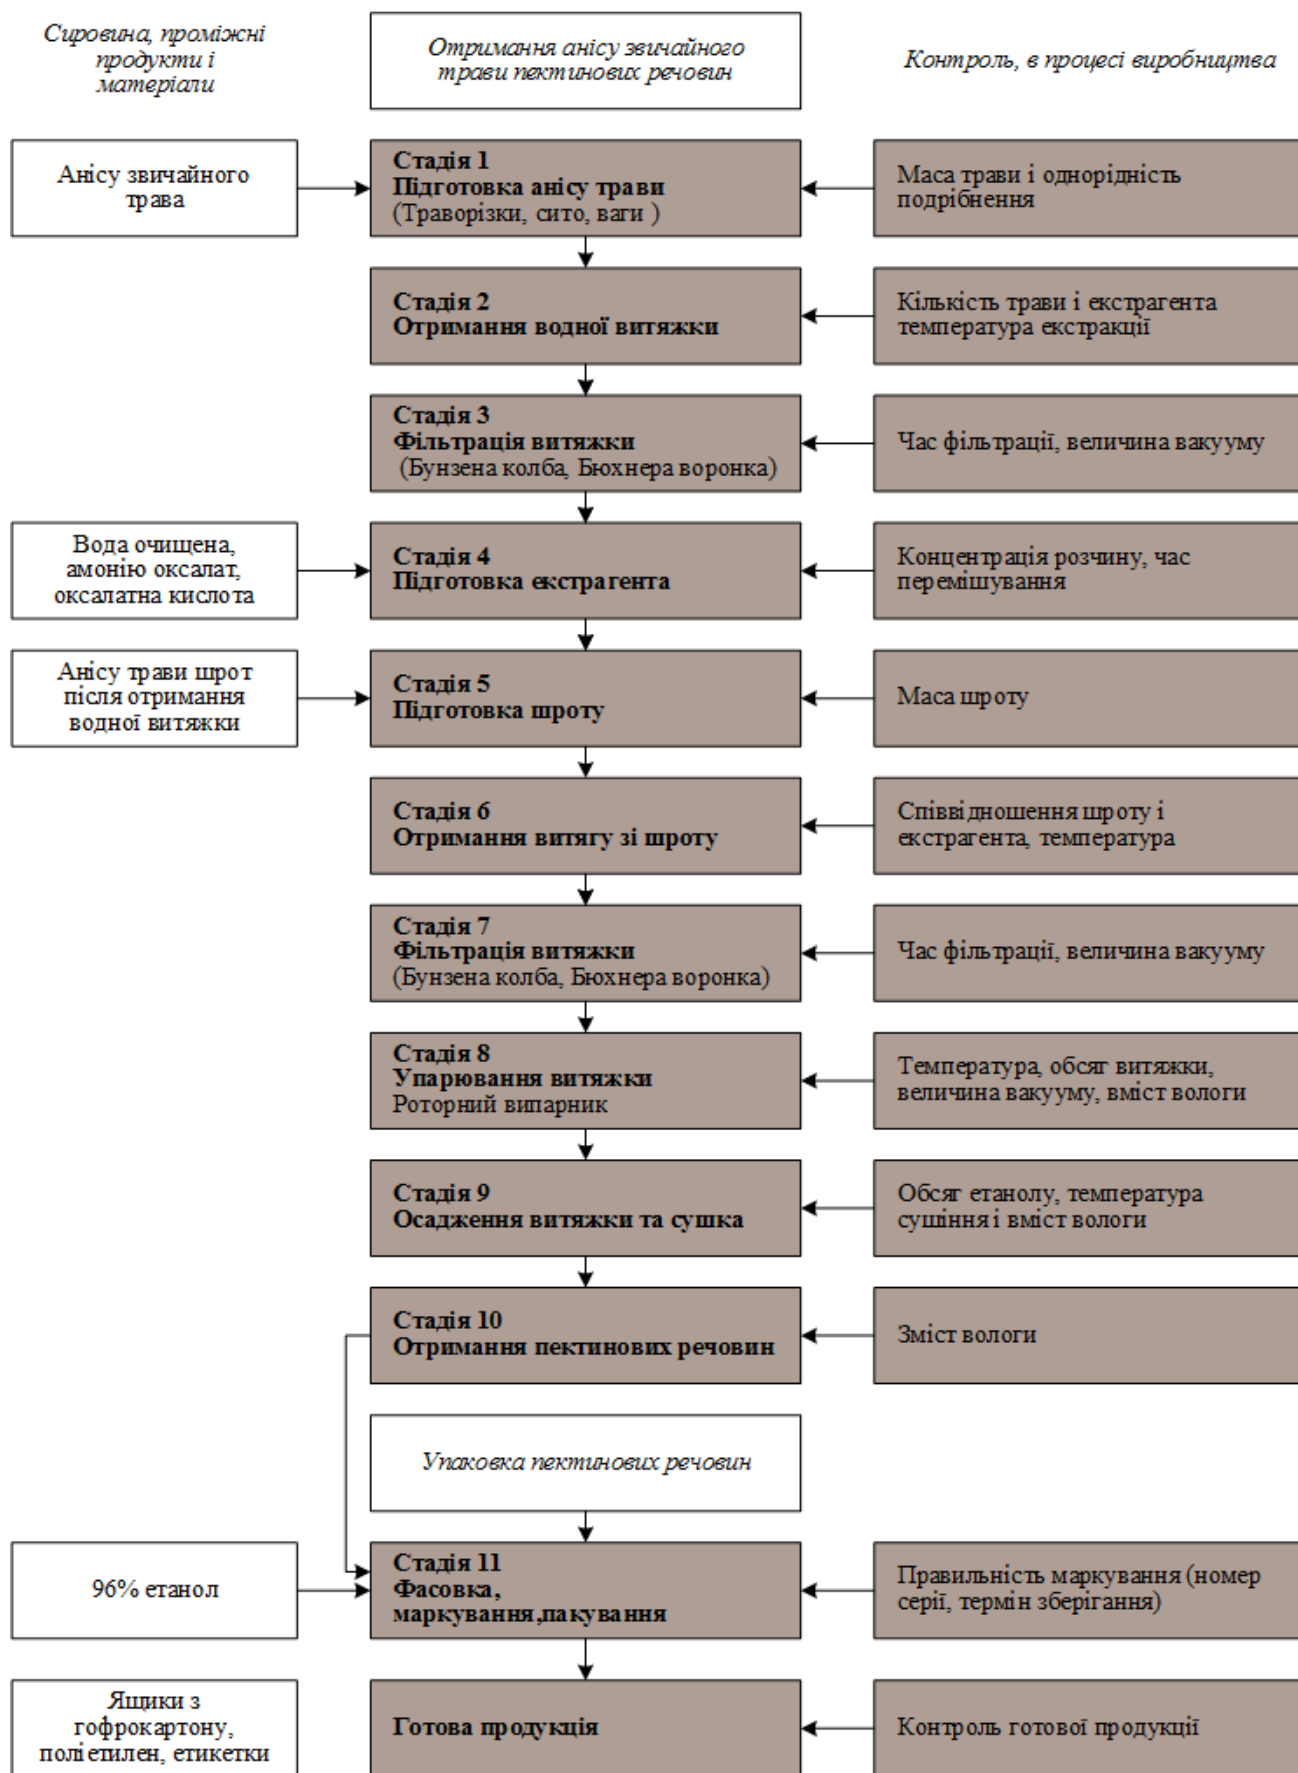 Сировина, проміжні
продукти і
матеріали
Отримання анісу звичайного
трави пектинових речовин
Контроль, в процесі виробництва
Анісу звичайного
трава
Стадія 1
Підготовка анісу трави
(Траворізки, сито, ваги )
Маса трави і однорідність
подрібнення
Стадія 2
Отримання водної витяжки
Кількість трави і екстрагента
температура екстракції
Стадія 3
Фільтрація витяжки
(Бунзена колба, Бюхнера воронка)
Час фільтрації, величина вакууму
Вода очищена,
амонію оксалат,
оксалатна кислота
Стадія 4
Підготовка екстрагента
Концентрація розчину, час
перемішування
Анісу трави шрот
після отримання
водної витяжки
Стадія 5
Підготовка шроту
Маса шроту
Стадія 6
Отримання витягу зі шроту
Співвідношення шроту і
екстрагента, температура
Стадія 7
Фільтрація витяжки
(Бунзена колба, Бюхнера воронка)
Час фільтрації, величина вакууму
Стадія 8
Упарювання витяжки
Роторний випарник
Температура, обсяг витяжки,
величина вакууму, вміст вологи
Стадія 9
Осадження витяжки та сушка
Обсяг етанолу, температура
сушіння і вміст вологи
Стадія 10
Отримання пектинових речовин
Зміст вологи
Упаковка пектинових речовин
96% етанол
Стадія 11
Фасовка,
маркування,пакування
Правильність маркування (номер
серії, термін зберігання)
Ящики з
гофрокартону,
поліетилен, етикетки
Готова продукція
Контроль готової продукції